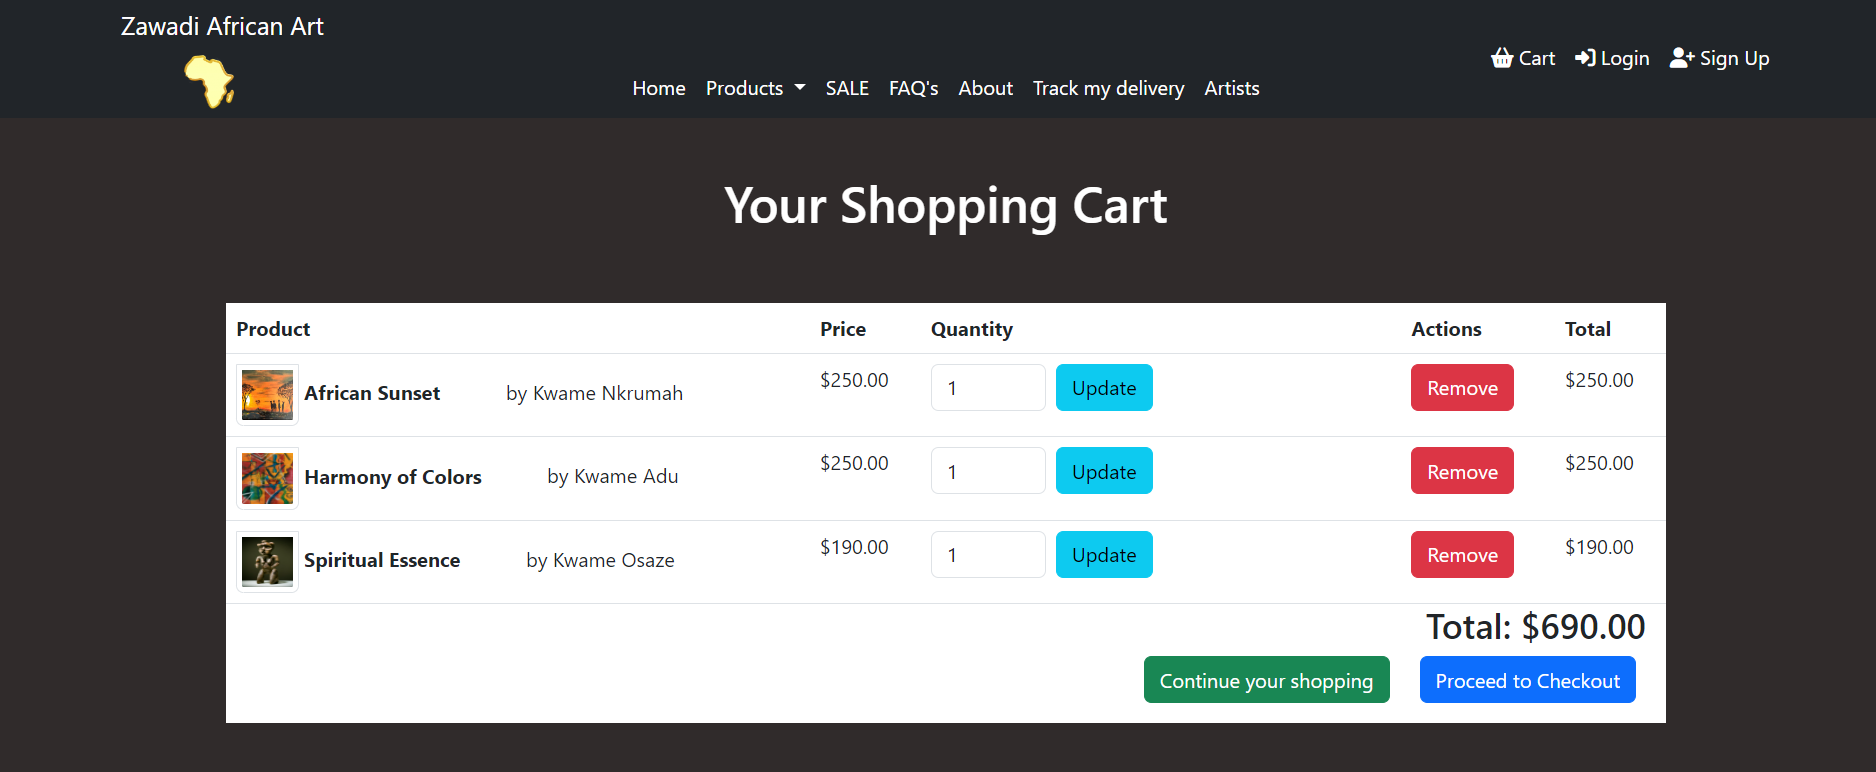 Zawadi African Art
Cart Login Sign Up
Home Products SALE FAQ's About Track my delivery Artists
Your Shopping Cart
Product Price Quantity Actions Total
African Sunset by Kwame Nkrumah $250.00 1 Update Remove $250.00
Harmony of Colors by Kwame Adu $250.00 1 Update Remove $250.00
Spiritual Essence by Kwame Osaze $190.00 1 Update Remove $190.00
Total: $690.00
Continue your shopping Proceed to Checkout